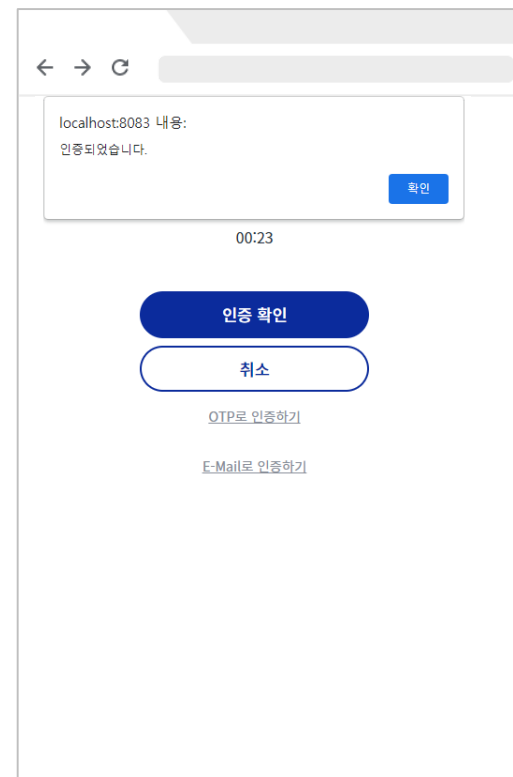 localhost:8083 내용:
인증되었습니다.
확인
00:23
인증 확인
취소
OTP로 인증하기
E-Mail로 인증하기